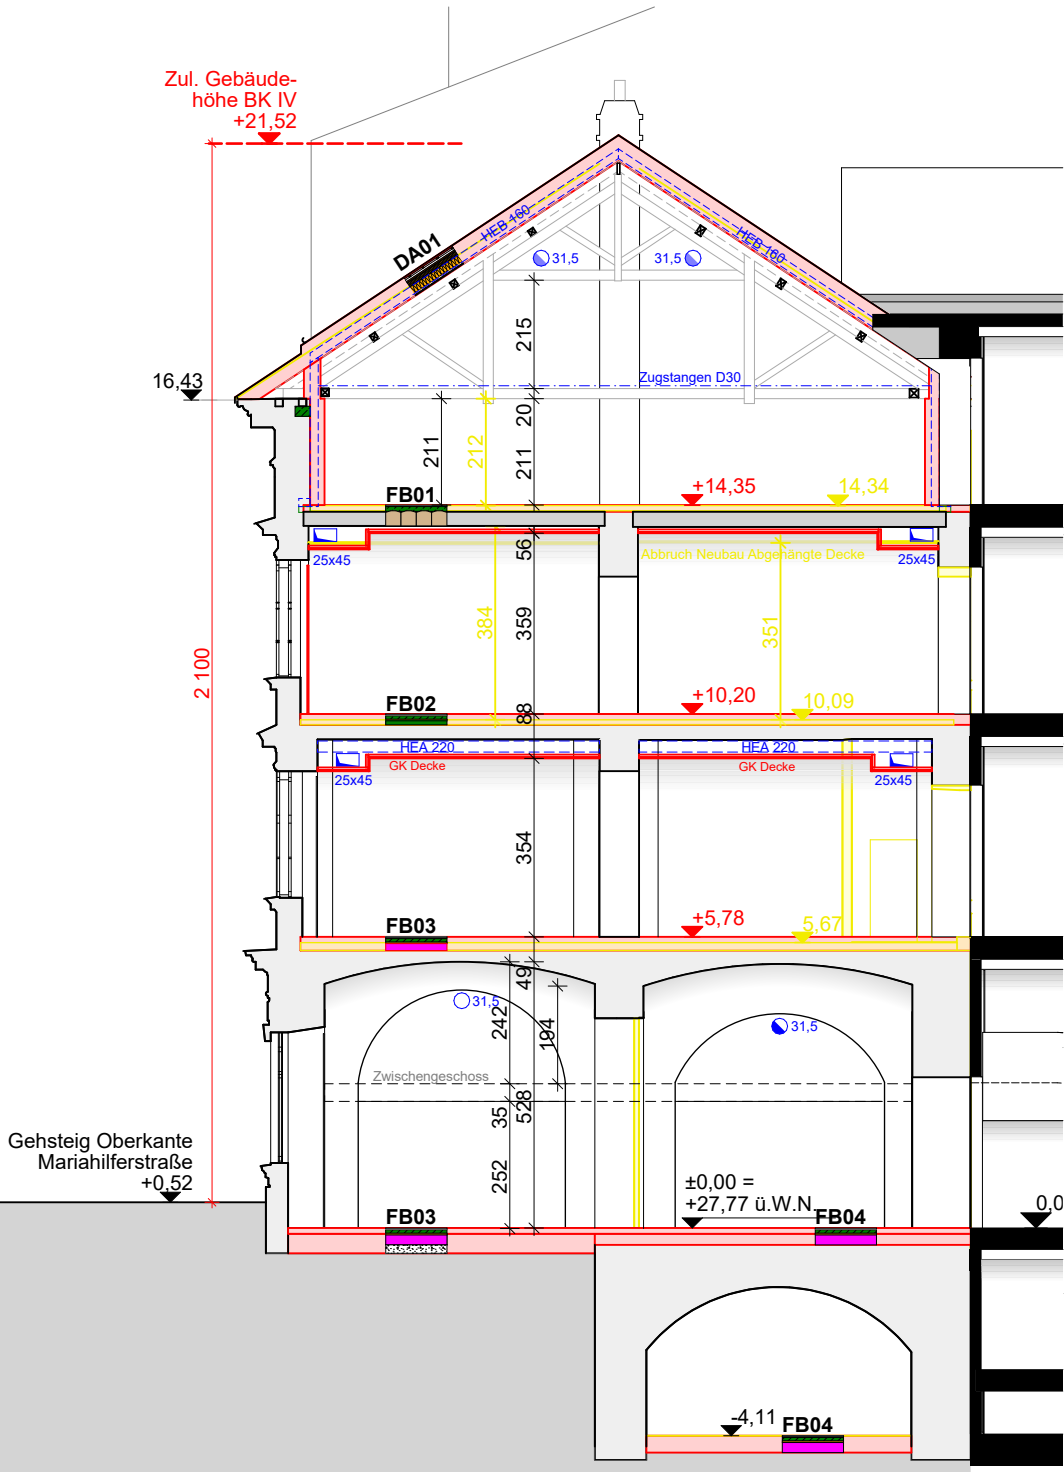 Zul. Gebäude-
höhe BK IV
+21,52
HEB 160
HEB 160
DA01
31,5
31,5
215
Zugstangen D30
16,43
20
211
212
211
+14,35
14,34
FB01
56
25x45
Abbruch Neubau Abgehängte Decke
25x45
384
359
351
2 100
FB02
88
+10,20
10,09
HEA 220
HEA 220
GK Decke
GK Decke
25x45
25x45
354
FB03
+5,78
5,67
49
31,5
242
194
31,5
Zwischengeschoss
35
528
Gehsteig Oberkante
Mariahilferstraße
+0,52
252
±0,00 =
+27,77 ü.W.N.
FB03
FB04
0,0
-4,11
FB04